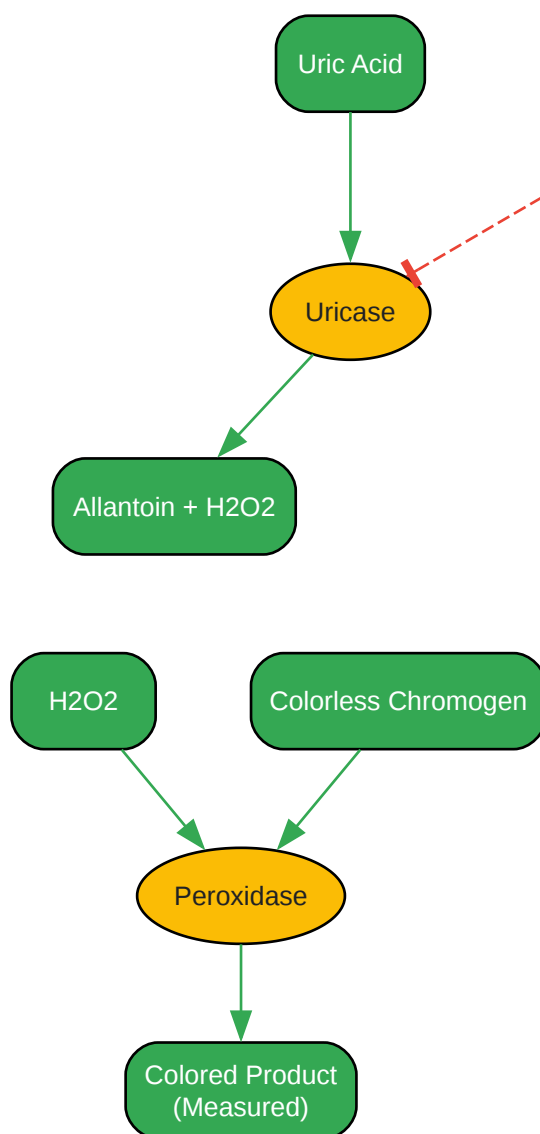 Uric Acid
Uricase
Allantoin + H2O2
H2O2
Colorless Chromogen
Peroxidase
Colored Product
(Measured)